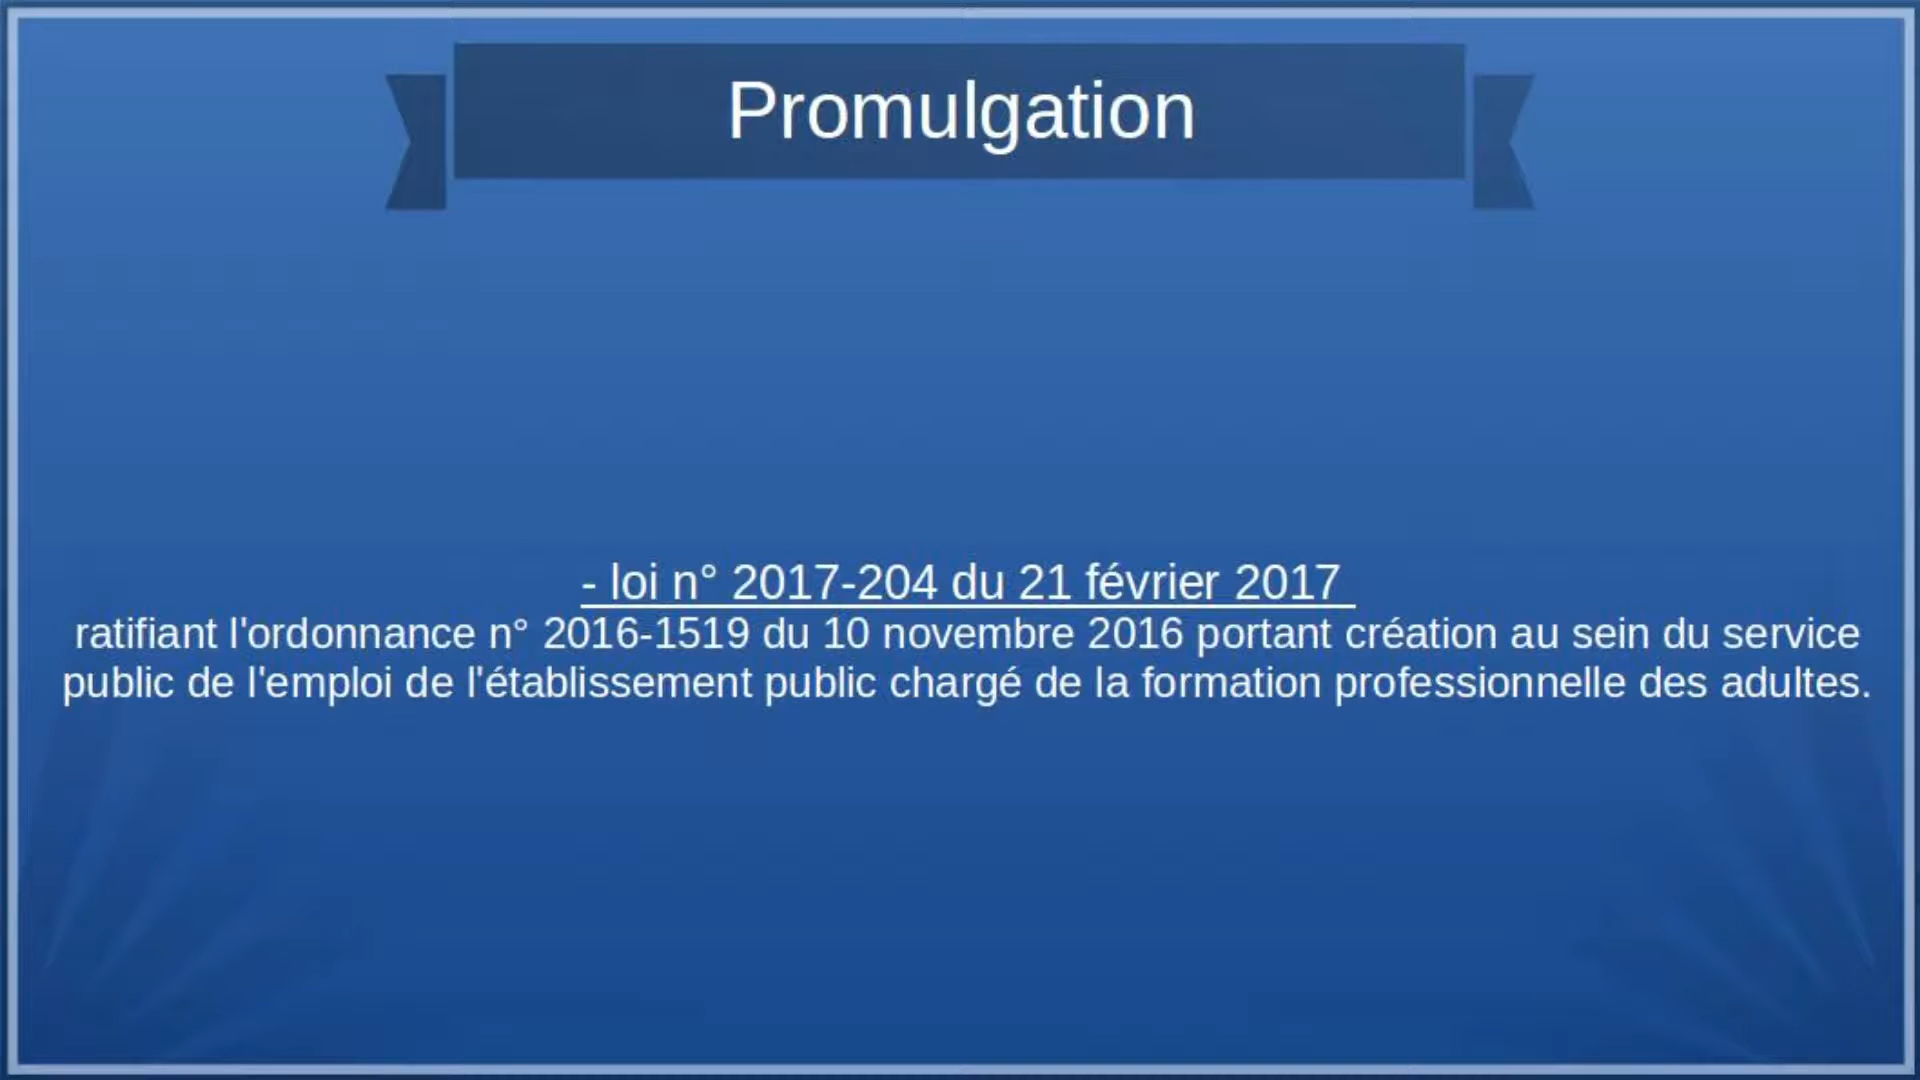 Promulgation
- loi n° 2017-204 du 21 février 2017
ratifiant l'ordonnance n° 2016-1519 du 10 novembre 2016 portant création au sein du service
public de l'emploi de l'établissement public chargé de la formation professionnelle des adultes.